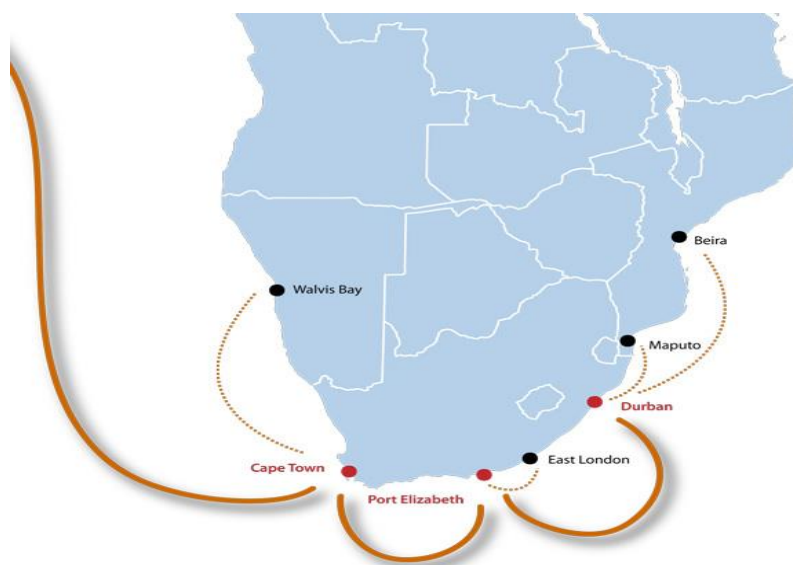 Beira
Walvis Bay
Maputo
Durban
East London
Cape Town
Port Elizabeth